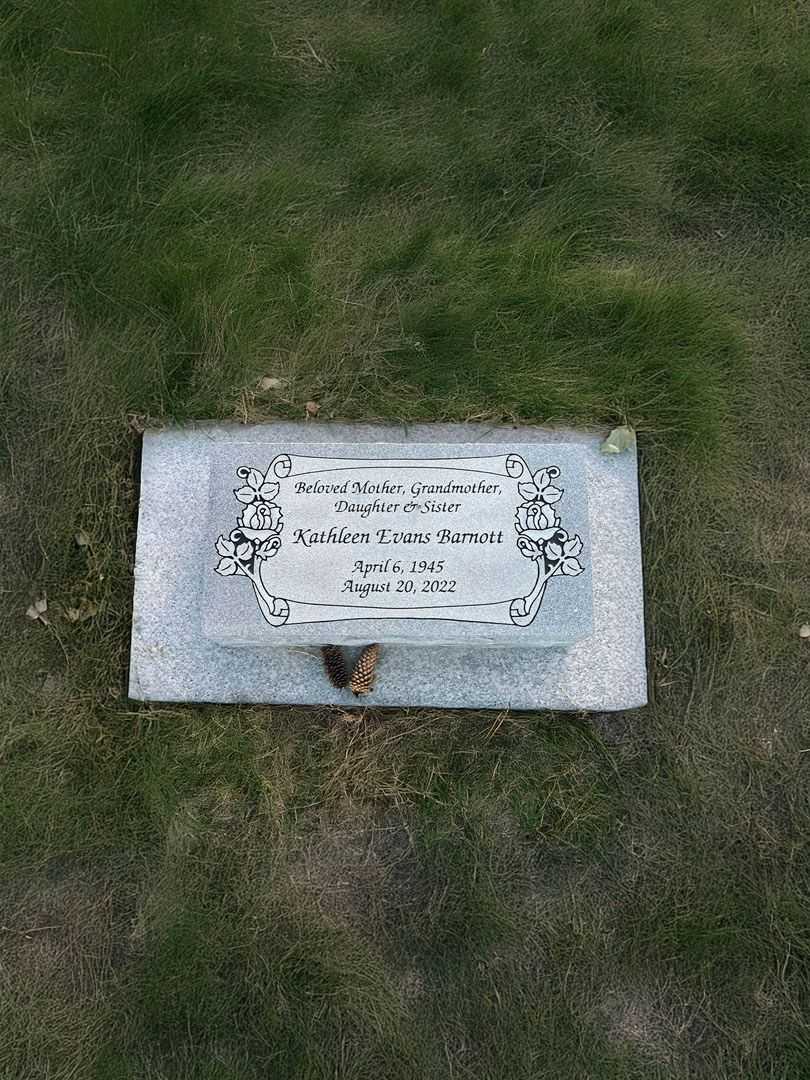 Beloved Mother, Grandmother,
Daughter & Sister
Kathleen Evans Barnott
April 6, 1945
August 20, 2022